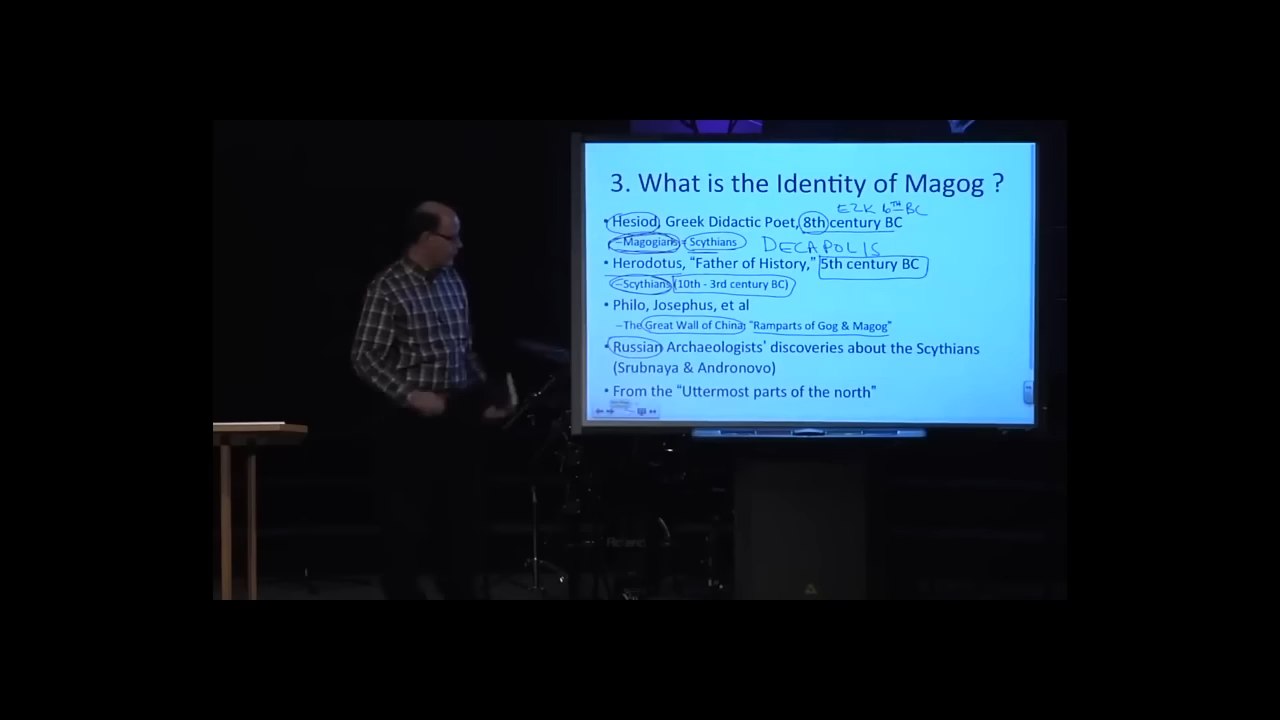 3. What is the Identity of Magog ?
EZK 6TH BC
• Hesiod, Greek Didactic Poet, 8th century BC
–Magogians = Scythians DECAPOLIS
• Herodotus, “Father of History,” 5th century BC
–Scythians (10th - 3rd century BC)
• Philo, Josephus, et al
–The Great Wall of China: “Ramparts of Gog & Magog”
• Russian Archaeologists' discoveries about the Scythians
(Srubnaya & Andronovo)
• From the “Uttermost parts of the north”
Roland